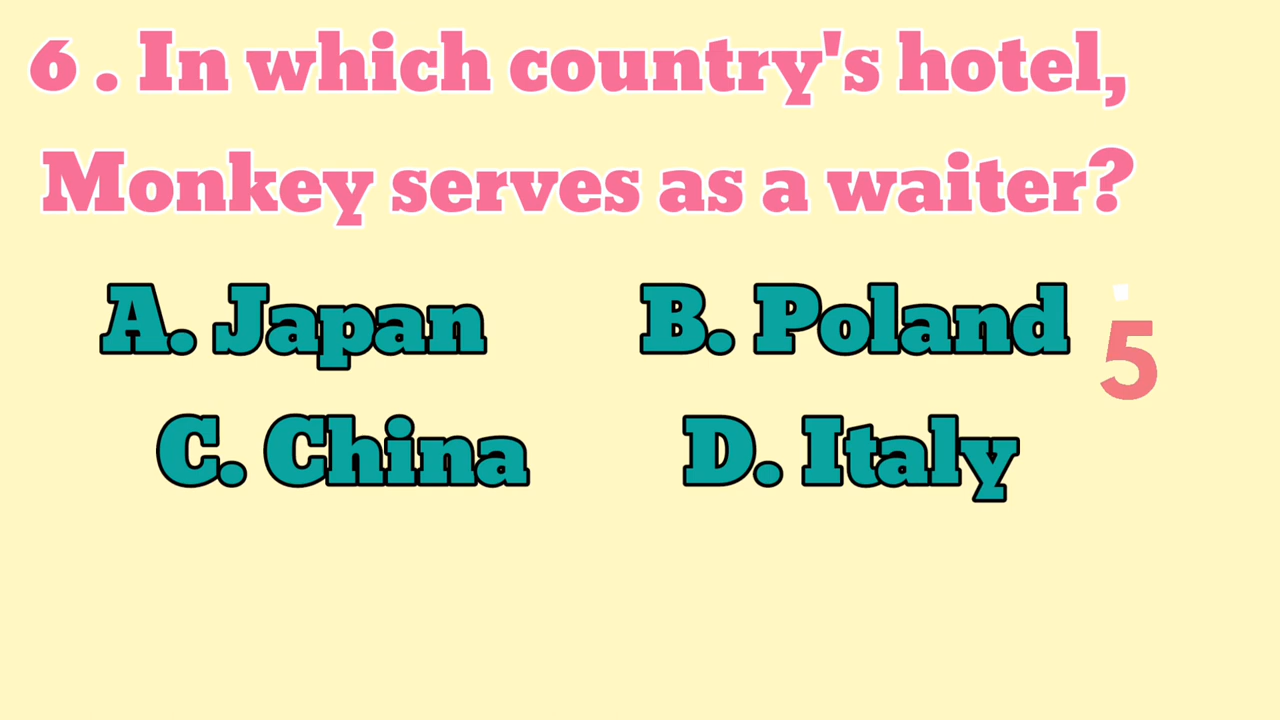 6 . In which country's hotel,
Monkey serves as a waiter?
A. Japan B. Poland
5
C. China D. Italy